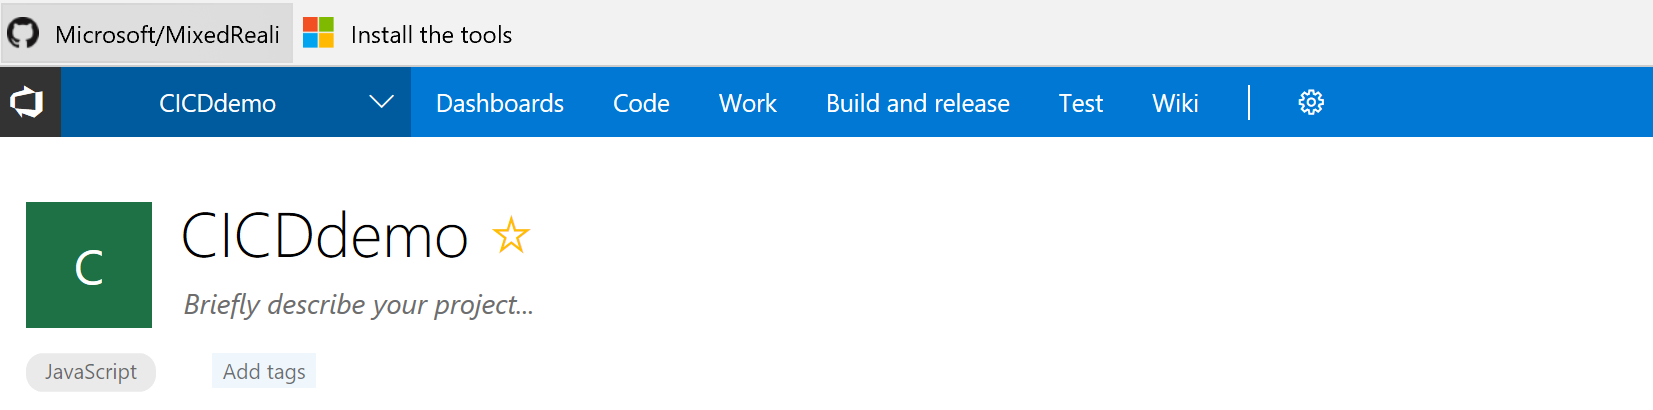 Microsoft/MixedReali Install the tools
CICDdemo Dashboards Code Work Build and release Test Wiki
C
CICDdemo
Briefly describe your project...
JavaScript Add tags